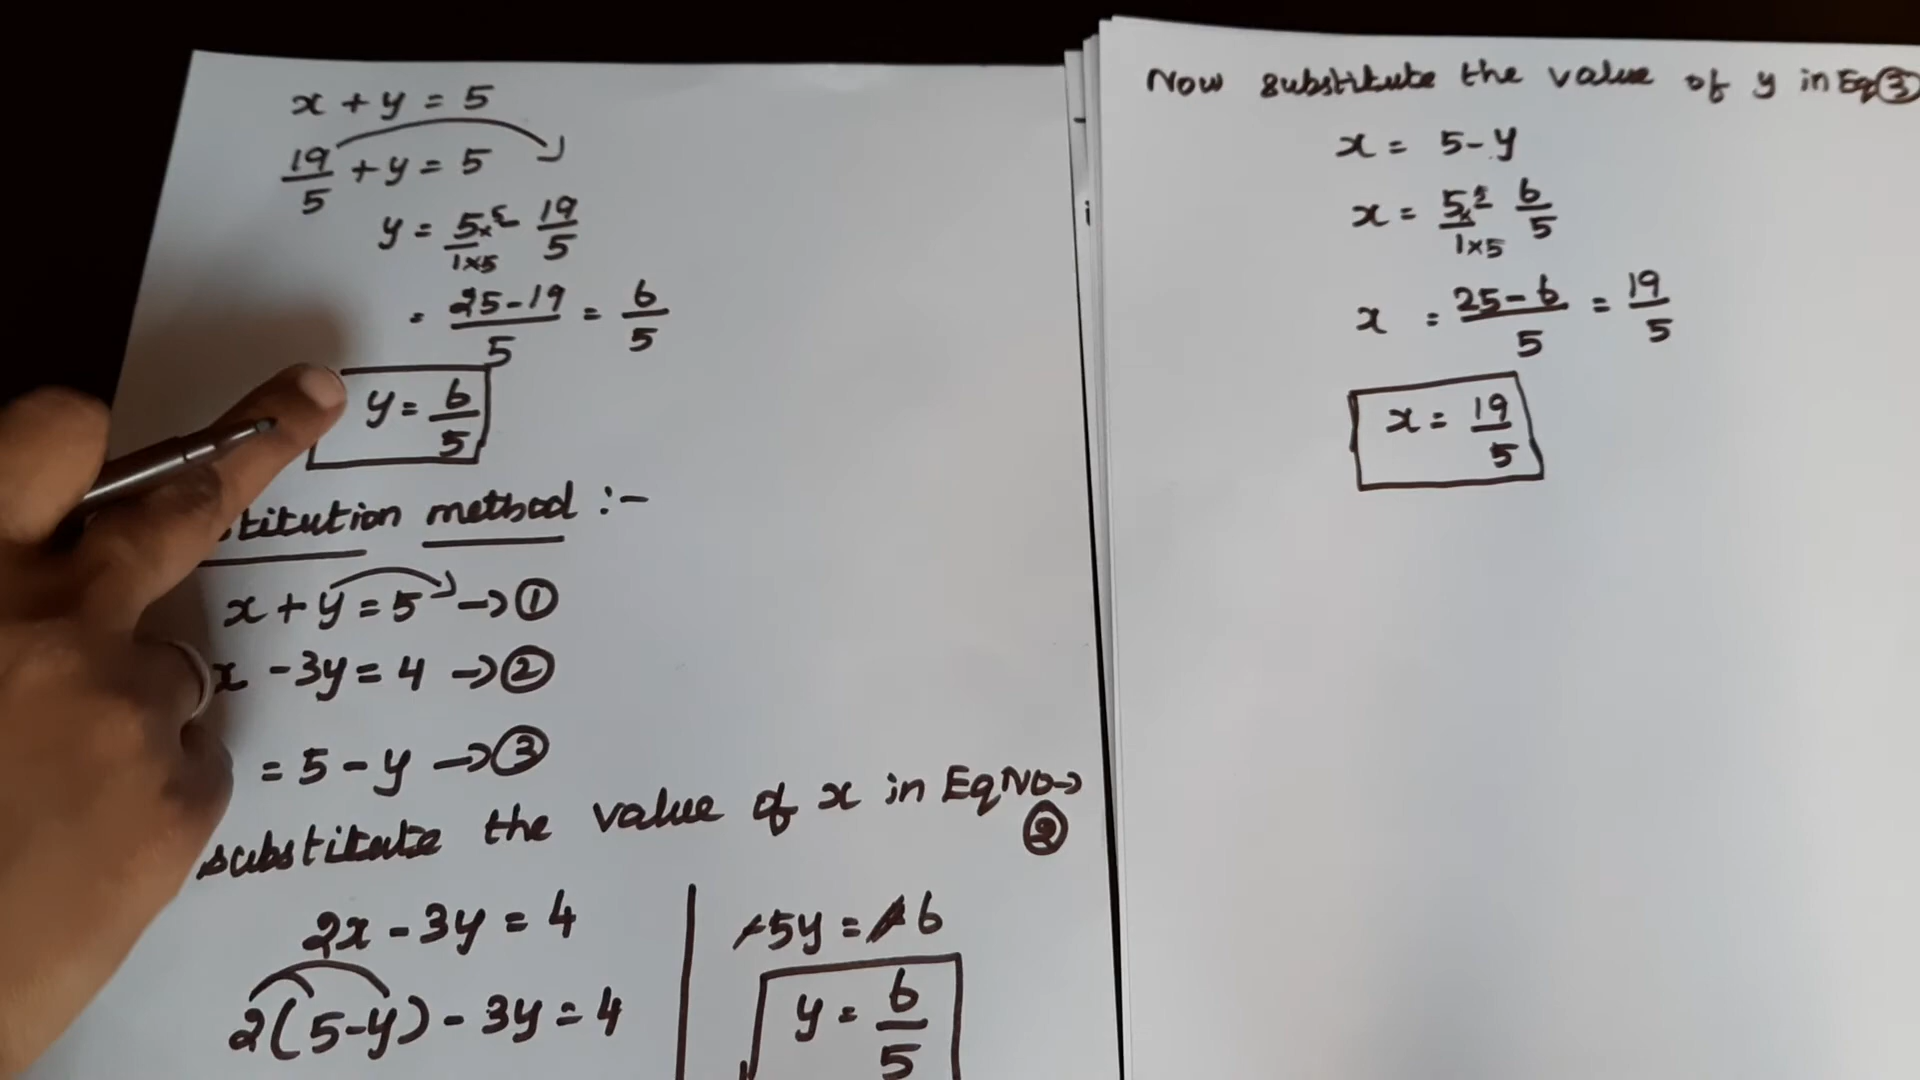 x + y = 5
19/5 + y = 5
y = 5×5/1×5 - 19/5
= 25-19/5 = 6/5
y = 6/5
stitution method :-
x + y = 5 → ①
x - 3y = 4 → ②
= 5 - y → ③
substitute the value of x in Eq No →
②
2x - 3y = 4
2(5-y) - 3y = 4
-5y = -6
y = 6/5
Now substitute the value of y in Eq ③
x = 5 - y
x = 5×5/1×5 - 6/5
x = 25-6/5 = 19/5
x = 19/5